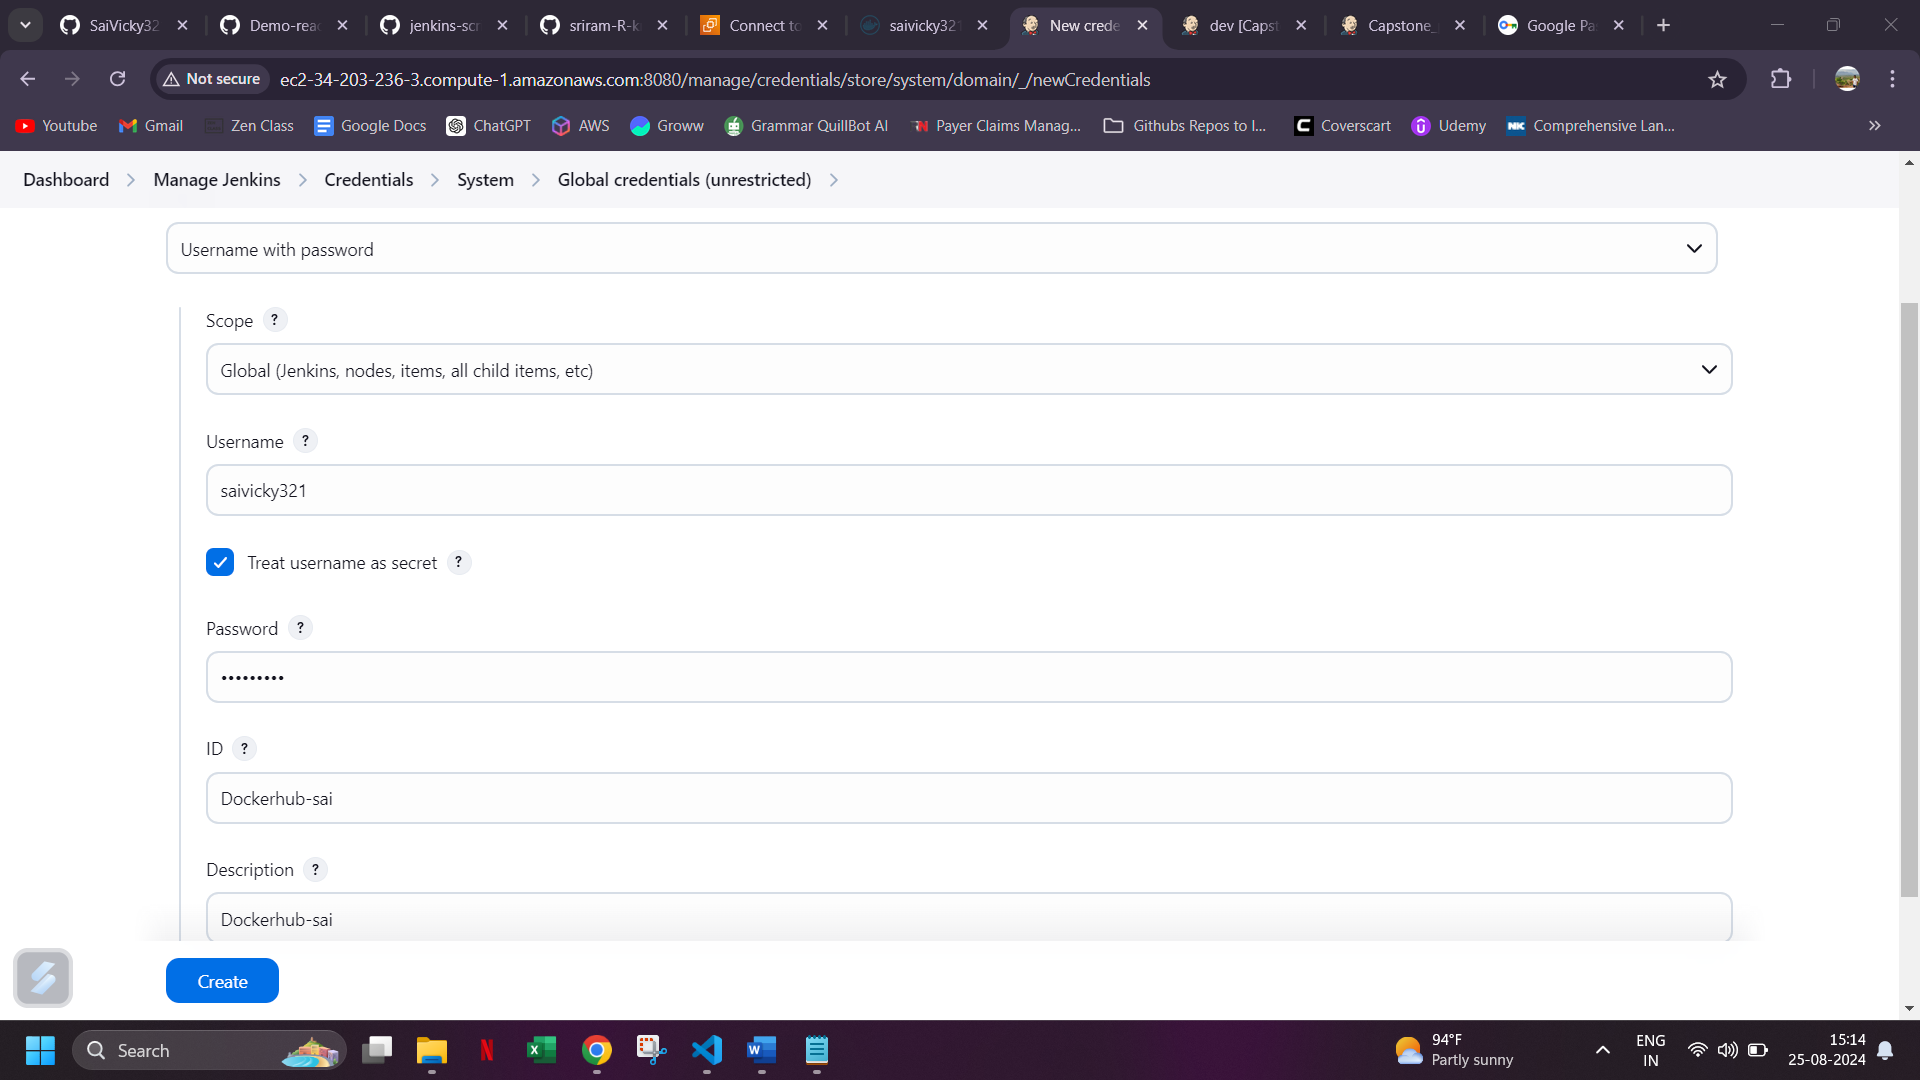 SaiVicky32
Demo-reac
jenkins-scr
sriram-R-k
Connect to
saivicky321
New crede
dev [Capst
Capstone_
Google Pa
Not secure
ec2-34-203-236-3.compute-1.amazonaws.com:8080/manage/credentials/store/system/domain/_/newCredentials
Youtube
Gmail
Zen Class
Google Docs
ChatGPT
AWS
Groww
Grammar QuillBot AI
Payer Claims Manag...
Githubs Repos to l...
Coverscart
Udemy
Comprehensive Lan...
Dashboard > Manage Jenkins > Credentials > System > Global credentials (unrestricted) >
Username with password
Scope ?
Global (Jenkins, nodes, items, all child items, etc)
Username ?
saivicky321
Treat username as secret ?
Password ?
•••••••••
ID ?
Dockerhub-sai
Description ?
Dockerhub-sai
Create
Search
94°F
Partly sunny
ENG
IN
15:14
25-08-2024